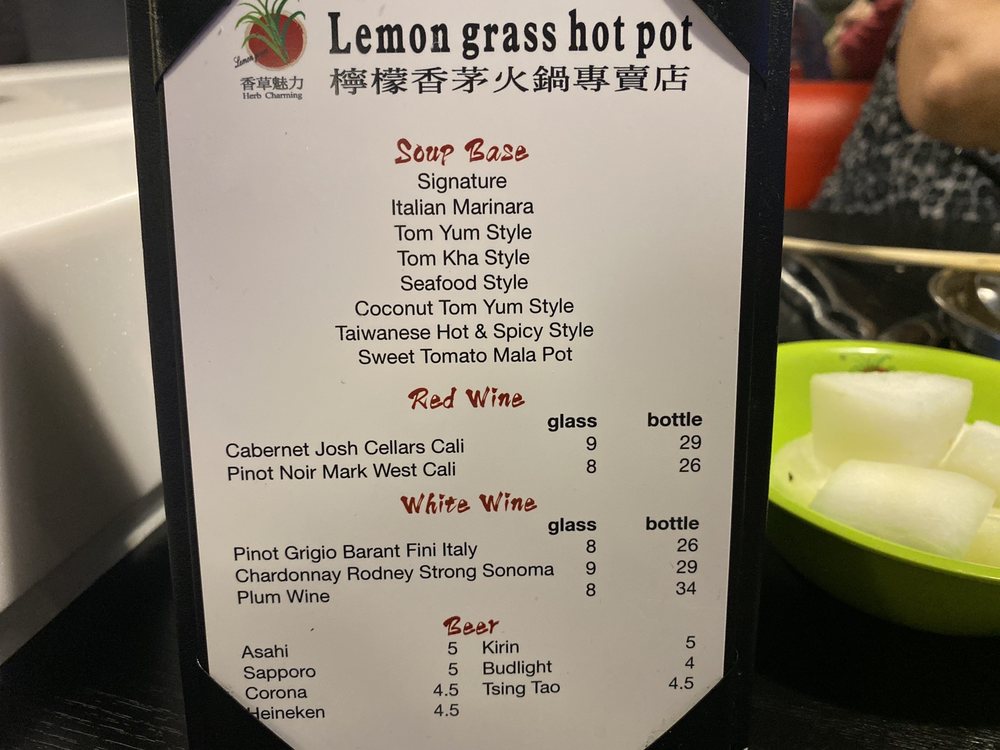 Lemon
香草魅力
Herb Charming
Lemon grass hot pot
檸檬香茅火鍋專賣店
Soup Base
Signature
Italian Marinara
Tom Yum Style
Tom Kha Style
Seafood Style
Coconut Tom Yum Style
Taiwanese Hot & Spicy Style
Sweet Tomato Mala Pot
Red Wine
glass bottle
Cabernet Josh Cellars Cali 9 29
Pinot Noir Mark West Cali 8 26
White Wine
glass bottle
Pinot Grigio Barant Fini Italy 8 26
Chardonnay Rodney Strong Sonoma 9 29
Plum Wine 8 34
Beer
Asahi 5 Kirin 5
Sapporo 5 Budlight 4
Corona 4.5 Tsing Tao 4.5
Heineken 4.5